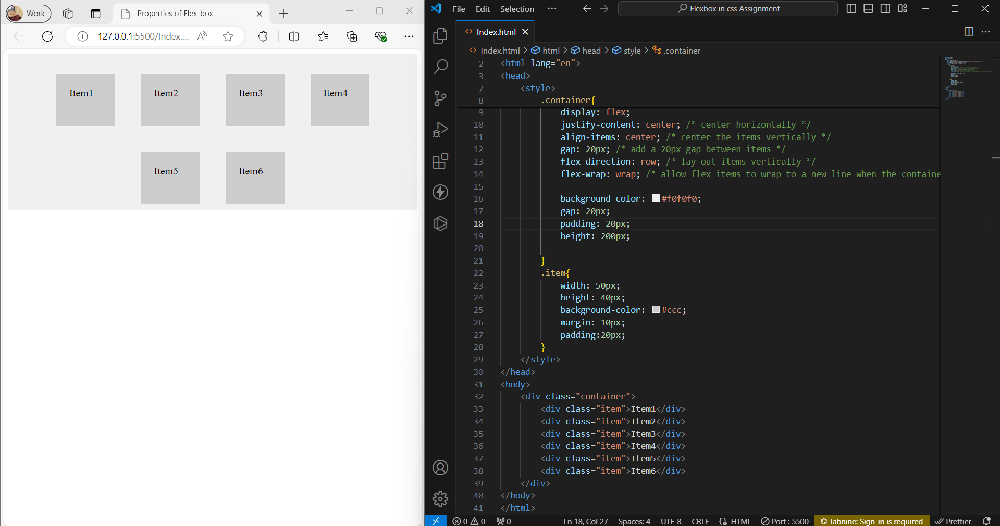 Work
Properties of Flex-box
127.0.0.1:5500/Index....
Item1
Item2
Item3
Item4
Item5
Item6
File Edit Selection ···
Flexbox in css Assignment
Index.html
Index.html > html > head > style > .container
2 <html lang="en">
3 <head>
7 <style>
8 .container{
9 display: flex;
10 justify-content: center; /* center horizontally */
11 align-items: center; /* center the items vertically */
12 gap: 20px; /* add a 20px gap between items */
13 flex-direction: row; /* lay out items vertically */
14 flex-wrap: wrap; /* allow flex items to wrap to a new line when the containe
15
16 background-color: #f0f0f0;
17 gap: 20px;
18 padding: 20px;
19 height: 200px;
20
21 }
22 .item{
23 width: 50px;
24 height: 40px;
25 background-color: #ccc;
26 margin: 10px;
27 padding:20px;
28 }
29 </style>
30 </head>
31 <body>
32 <div class="container">
33 <div class="item">Item1</div>
34 <div class="item">Item2</div>
35 <div class="item">Item3</div>
36 <div class="item">Item4</div>
37 <div class="item">Item5</div>
38 <div class="item">Item6</div>
39 </div>
40 </body>
41 </html>
0 0 0 Ln 18, Col 27 Spaces: 4 UTF-8 CRLF HTML Port : 5500 Tabnine: Sign-in is required Prettier